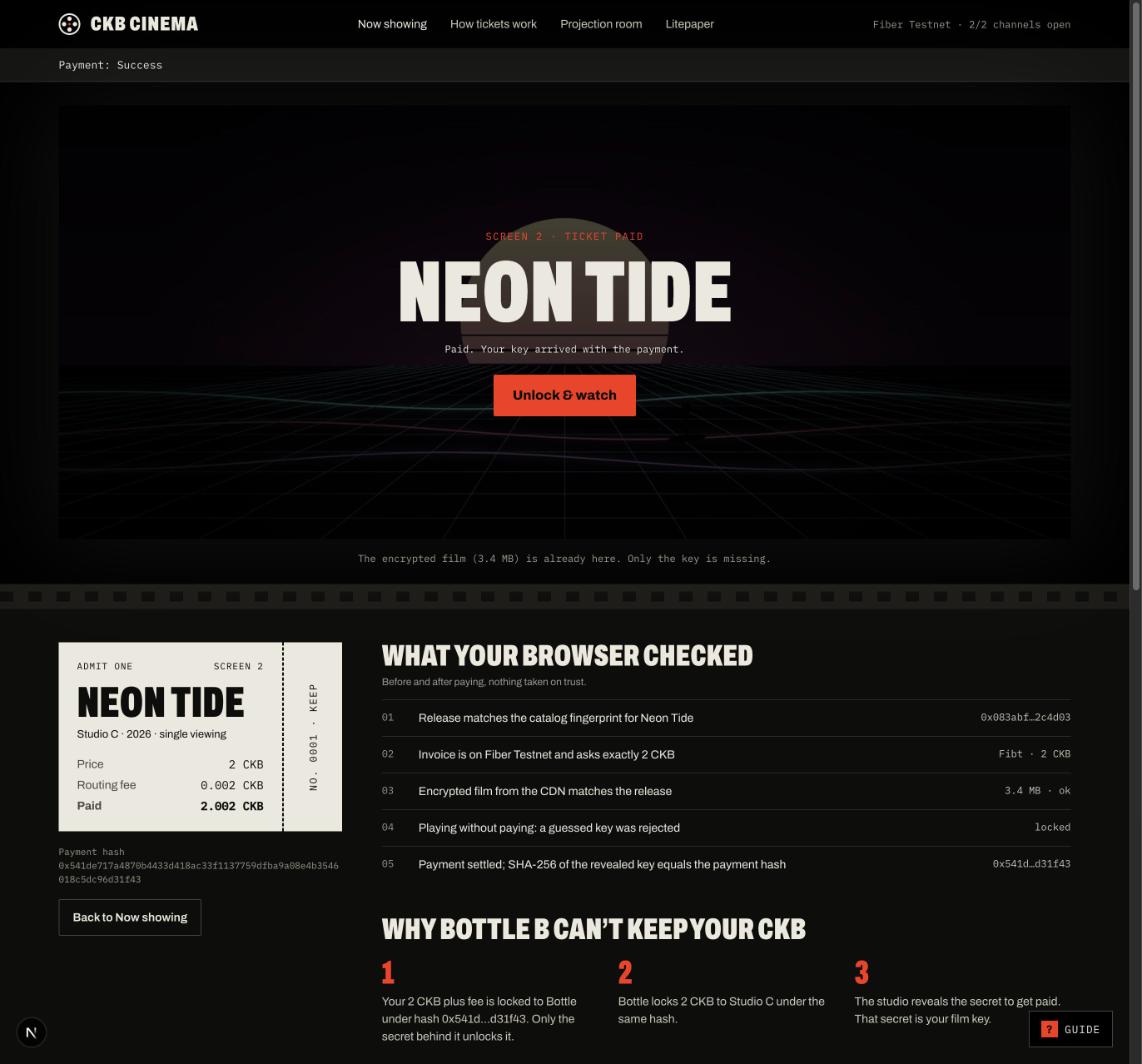 CKB CINEMA
Now showing
How tickets work
Projection room
Litepaper
Fiber Testnet · 2/2 channels open
Payment: Success
SCREEN 2 · TICKET PAID
NEON TIDE
Paid. Your key arrived with the payment.
Unlock & watch
The encrypted film (3.4 MB) is already here. Only the key is missing.
ADMIT ONE
SCREEN 2
NEON TIDE
Studio C · 2026 · single viewing
Price 2 CKB
Routing fee 0.002 CKB
Paid 2.002 CKB
NO. 0001 · KEEP
Payment hash
0x541de717a4870b4433d418ac33f1137759dfba9a08e4b3546
018c5dc96d31f43
Back to Now showing
WHAT YOUR BROWSER CHECKED
Before and after paying, nothing taken on trust.
01 Release matches the catalog fingerprint for Neon Tide 0x083abf…2c4d03
02 Invoice is on Fiber Testnet and asks exactly 2 CKB Fibt · 2 CKB
03 Encrypted film from the CDN matches the release 3.4 MB · ok
04 Playing without paying: a guessed key was rejected locked
05 Payment settled; SHA-256 of the revealed key equals the payment hash 0x541d…d31f43
WHY BOTTLE B CAN’T KEEP YOUR CKB
1
Your 2 CKB plus fee is locked to Bottle
under hash 0x541d…d31f43. Only the
secret behind it unlocks it.
2
Bottle locks 2 CKB to Studio C under the
same hash.
3
The studio reveals the secret to get paid.
That secret is your film key.
N
? GUIDE